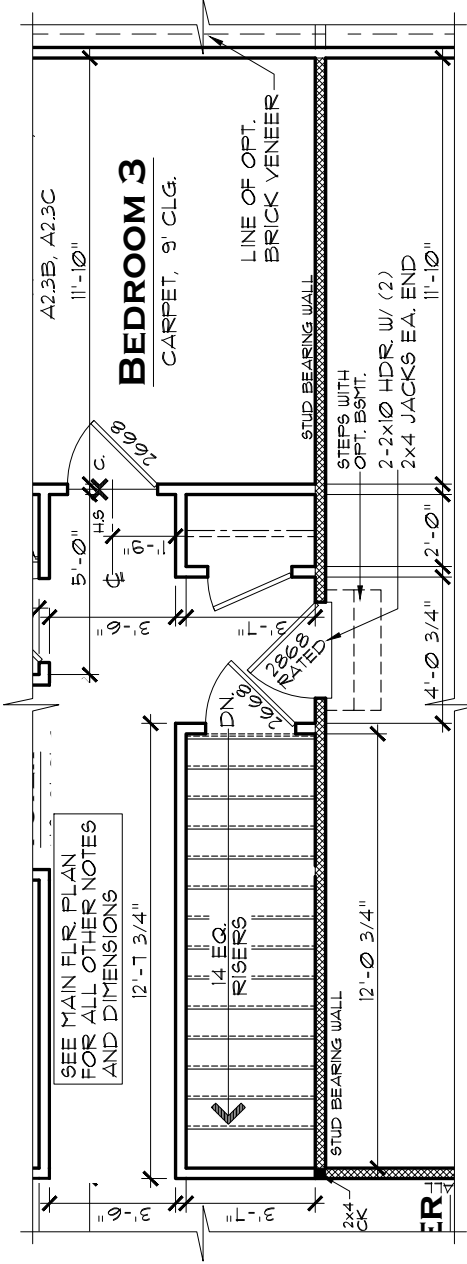 A2.3B, A2.3C
11'-10"
BEDROOM 3
CARPET, 9' CLG.
LINE OF OPT.
BRICK VENEER
STUD BEARING WALL
STEPS WITH
OPT. BSMT.
2-2x10 HDR. W/ (2)
2x4 JACKS EA. END
11'-10"
2668
H.S.
C.
5'-0"
3'-6"
3'-7"
2'-0"
4'-0 3/4"
2868
RATED
2668
DN.
SEE MAIN FLR. PLAN
FOR ALL OTHER NOTES
AND DIMENSIONS
12'-7 3/4"
14 EQ.
RISERS
12'-0 3/4"
STUD BEARING WALL
3'-6"
3'-7"
2x4
CK
ER
ALL